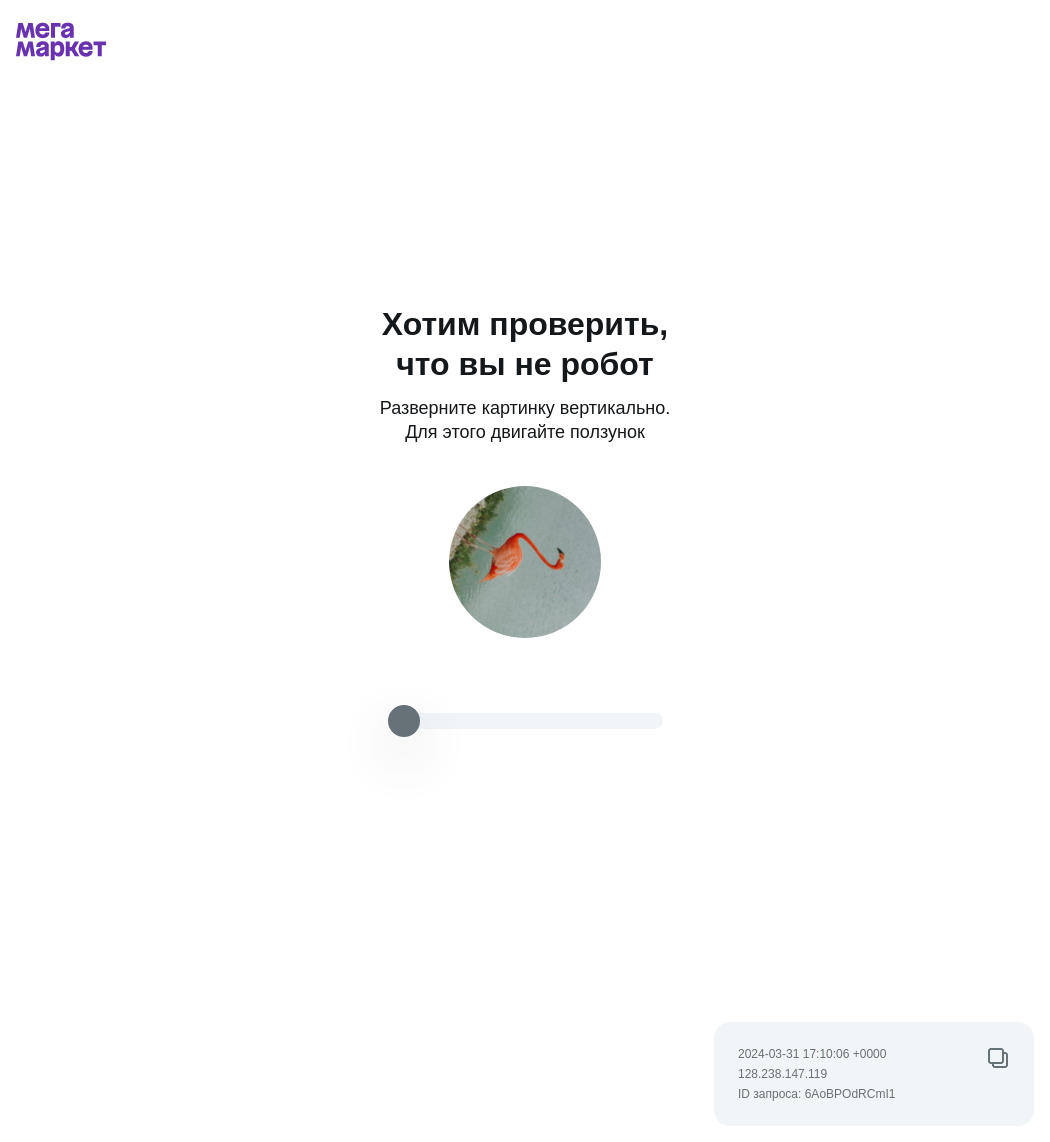 мега
маркет
Хотим проверить,
что вы не робот
Разверните картинку вертикально.
Для этого двигайте ползунок
2024-03-31 17:10:06 +0000
128.238.147.119
ID запроса: 6AoBPOdRCmI1